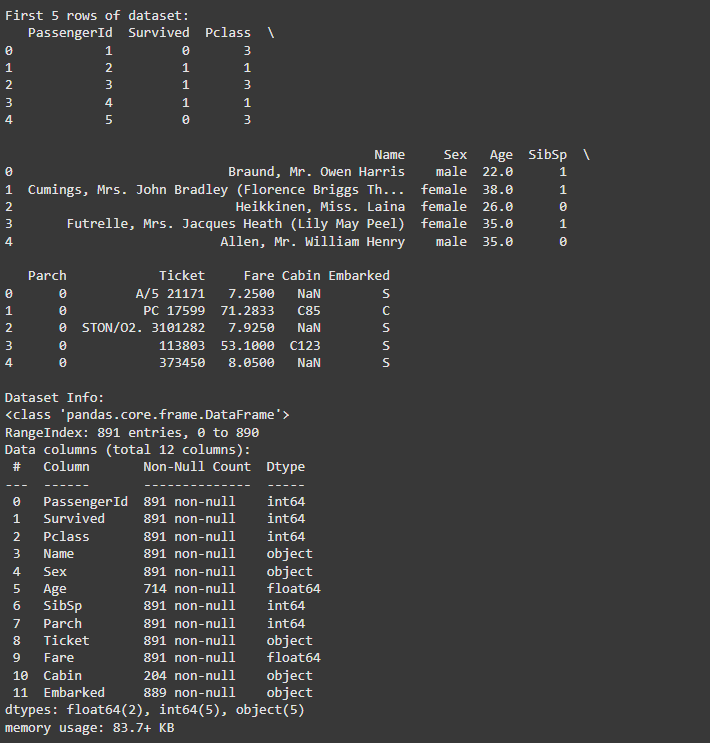 First 5 rows of dataset:
   PassengerId  Survived  Pclass  \
0            1         0       3
1            2         1       1
2            3         1       3
3            4         1       1
4            5         0       3

                                                Name     Sex   Age  SibSp  \
0                            Braund, Mr. Owen Harris    male  22.0      1
1  Cumings, Mrs. John Bradley (Florence Briggs Th...  female  38.0      1
2                             Heikkinen, Miss. Laina  female  26.0      0
3       Futrelle, Mrs. Jacques Heath (Lily May Peel)  female  35.0      1
4                           Allen, Mr. William Henry    male  35.0      0

   Parch            Ticket     Fare Cabin Embarked
0      0         A/5 21171   7.2500   NaN        S
1      0          PC 17599  71.2833   C85        C
2      0  STON/O2. 3101282   7.9250   NaN        S
3      0            113803  53.1000  C123        S
4      0            373450   8.0500   NaN        S

Dataset Info:
<class 'pandas.core.frame.DataFrame'>
RangeIndex: 891 entries, 0 to 890
Data columns (total 12 columns):
 #   Column       Non-Null Count  Dtype
---  ------       --------------  -----
 0   PassengerId  891 non-null    int64
 1   Survived     891 non-null    int64
 2   Pclass       891 non-null    int64
 3   Name         891 non-null    object
 4   Sex          891 non-null    object
 5   Age          714 non-null    float64
 6   SibSp        891 non-null    int64
 7   Parch        891 non-null    int64
 8   Ticket       891 non-null    object
 9   Fare         891 non-null    float64
 10  Cabin        204 non-null    object
 11  Embarked     889 non-null    object
dtypes: float64(2), int64(5), object(5)
memory usage: 83.7+ KB